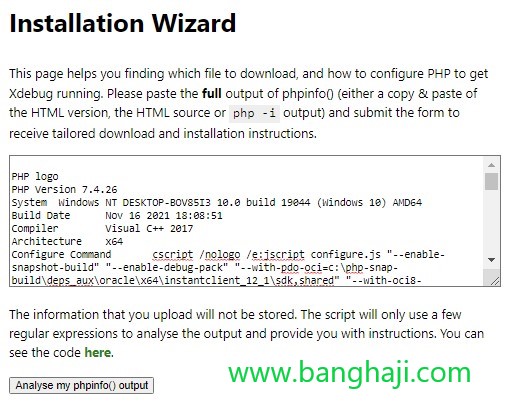 Installation Wizard
This page helps you finding which file to download, and how to configure PHP to get
Xdebug running. Please paste the full output of phpinfo() (either a copy & paste of
the HTML version, the HTML source or php -i output) and submit the form to
receive tailored download and installation instructions.
PHP logo
PHP Version 7.4.26
System Windows NT DESKTOP-BOV85I3 10.0 build 19044 (Windows 10) AMD64
Build Date Nov 16 2021 18:08:51
Compiler Visual C++ 2017
Architecture x64
Configure Command cscript /nologo /e:jscript configure.js "--enable-
snapshot-build" "--enable-debug-pack" "--with-pdo-oci=c:\php-snap-
build\deps_aux\oracle\x64\instantclient_12_1\sdk,shared" "--with-oci8-
The information that you upload will not be stored. The script will only use a few
regular expressions to analyse the output and provide you with instructions. You can
see the code here.
Analyse my phpinfo() output
www.banghaji.com